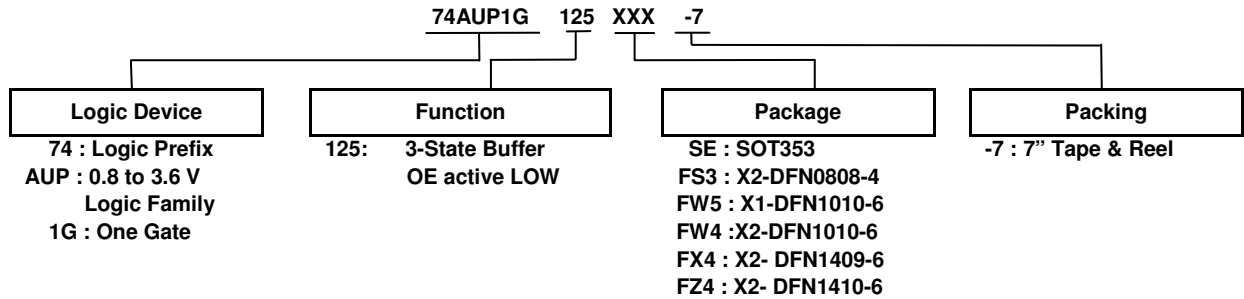 74AUP1G 125 XXX -7
Logic Device
74 : Logic Prefix
AUP : 0.8 to 3.6 V
Logic Family
1G : One Gate
Function
125: 3-State Buffer
OE active LOW
Package
SE : SOT353
FS3 : X2-DFN0808-4
FW5 : X1-DFN1010-6
FW4 :X2-DFN1010-6
FX4 : X2- DFN1409-6
FZ4 : X2- DFN1410-6
Packing
-7 : 7” Tape & Reel